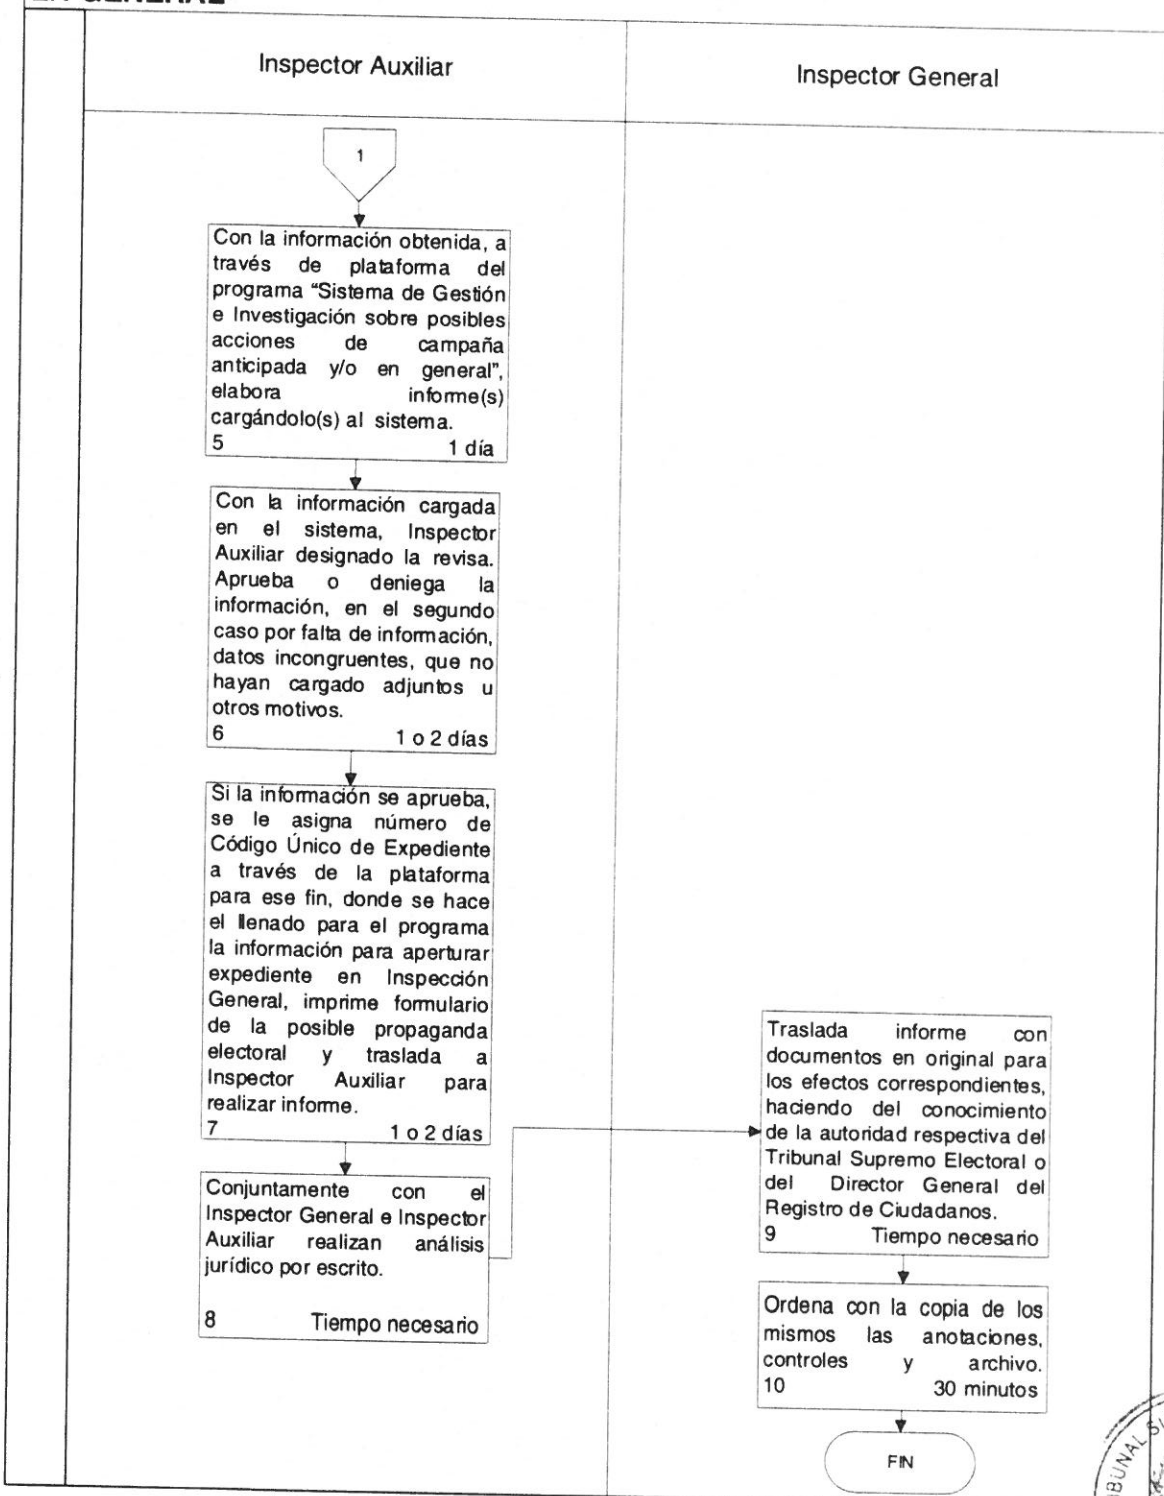 EN GENERAL
Inspector Auxiliar
Inspector General
1
Con la información obtenida, a
través de plataforma del
programa “Sistema de Gestión
e Investigación sobre posibles
acciones de campaña
anticipada y/o en general”,
elabora informe(s)
cargándolo(s) al sistema.
5 1 día
Con la información cargada
en el sistema, Inspector
Auxiliar designado la revisa.
Aprueba o deniega la
información, en el segundo
caso por falta de información,
datos incongruentes, que no
hayan cargado adjuntos u
otros motivos.
6 1 o 2 días
Si la información se aprueba,
se le asigna número de
Código Único de Expediente
a través de la plataforma
para ese fin, donde se hace
el llenado para el programa
la información para aperturar
expediente en Inspección
General, imprime formulario
de la posible propaganda
electoral y traslada a
Inspector Auxiliar para
realizar informe.
7 1 o 2 días
Conjuntamente con el
Inspector General e Inspector
Auxiliar realizan análisis
jurídico por escrito.
8 Tiempo necesario
Traslada informe con
documentos en original para
los efectos correspondientes,
haciendo del conocimiento
de la autoridad respectiva del
Tribunal Supremo Electoral o
del Director General del
Registro de Ciudadanos.
9 Tiempo necesario
Ordena con la copia de los
mismos las anotaciones,
controles y archivo.
10 30 minutos
FIN